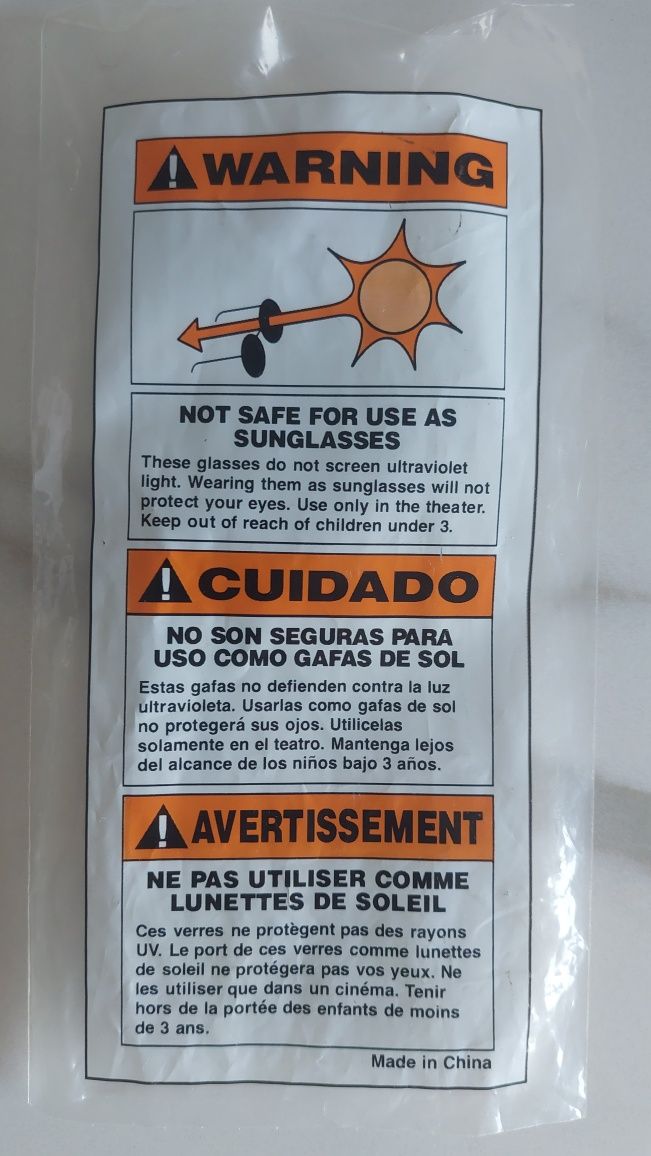 WARNING
NOT SAFE FOR USE AS
SUNGLASSES
These glasses do not screen ultraviolet
light. Wearing them as sunglasses will not
protect your eyes. Use only in the theater.
Keep out of reach of children under 3.
CUIDADO
NO SON SEGURAS PARA
USO COMO GAFAS DE SOL
Estas gafas no defienden contra la luz
ultravioleta. Usarlas como gafas de sol
no protegerá sus ojos. Utilicelas
solamente en el teatro. Mantenga lejos
del alcance de los niños bajo 3 años.
AVERTISSEMENT
NE PAS UTILISER COMME
LUNETTES DE SOLEIL
Ces verres ne protègent pas des rayons
UV. Le port de ces verres comme lunettes
de soleil ne protégera pas vos yeux. Ne
les utiliser que dans un cinéma. Tenir
hors de la portée des enfants de moins
de 3 ans.
Made in China